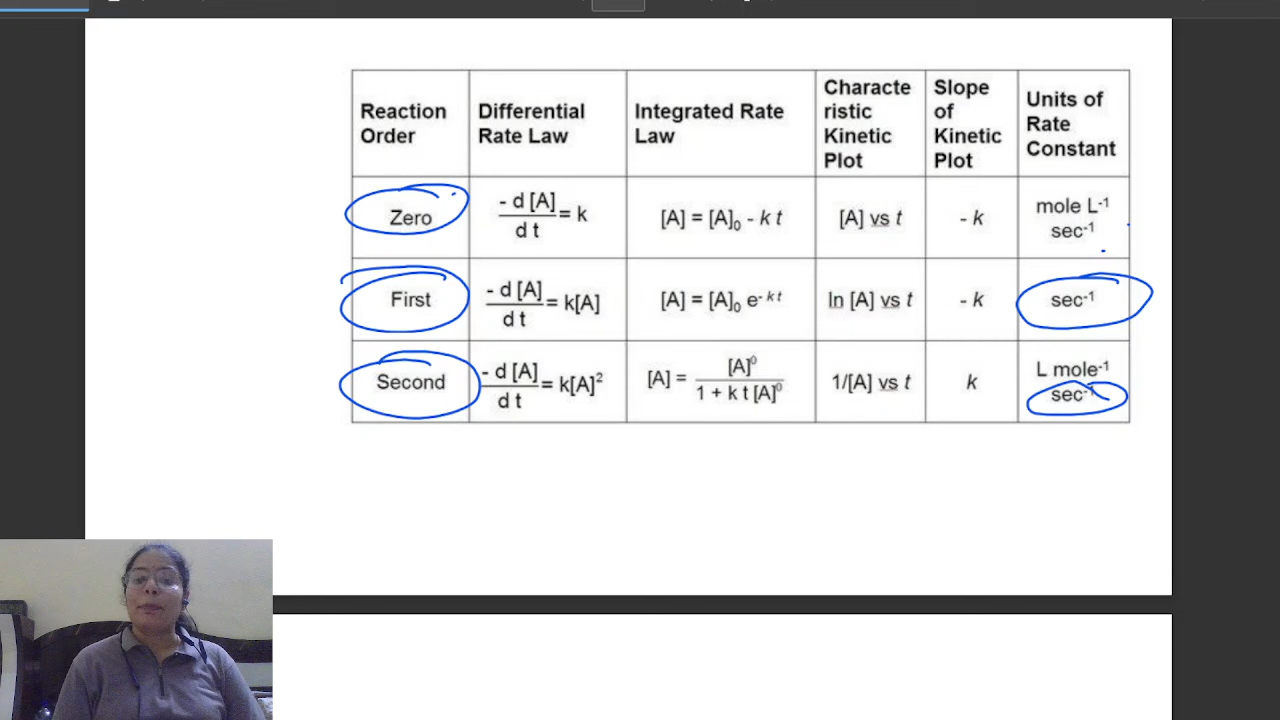 Reaction Order
Differential Rate Law
Integrated Rate Law
Characte ristic Kinetic Plot
Slope of Kinetic Plot
Units of Rate Constant
Zero
- d [A] / d t = k
[A] = [A]₀ - k t
[A] vs t
- k
mole L⁻¹
sec⁻¹
First
- d [A] / d t = k[A]
[A] = [A]₀ e⁻ ᵏᵗ
ln [A] vs t
- k
sec⁻¹
Second
- d [A] / d t = k[A]²
[A] = [A]⁰ / 1 + k t [A]⁰
1/[A] vs t
k
L mole⁻¹
sec⁻¹